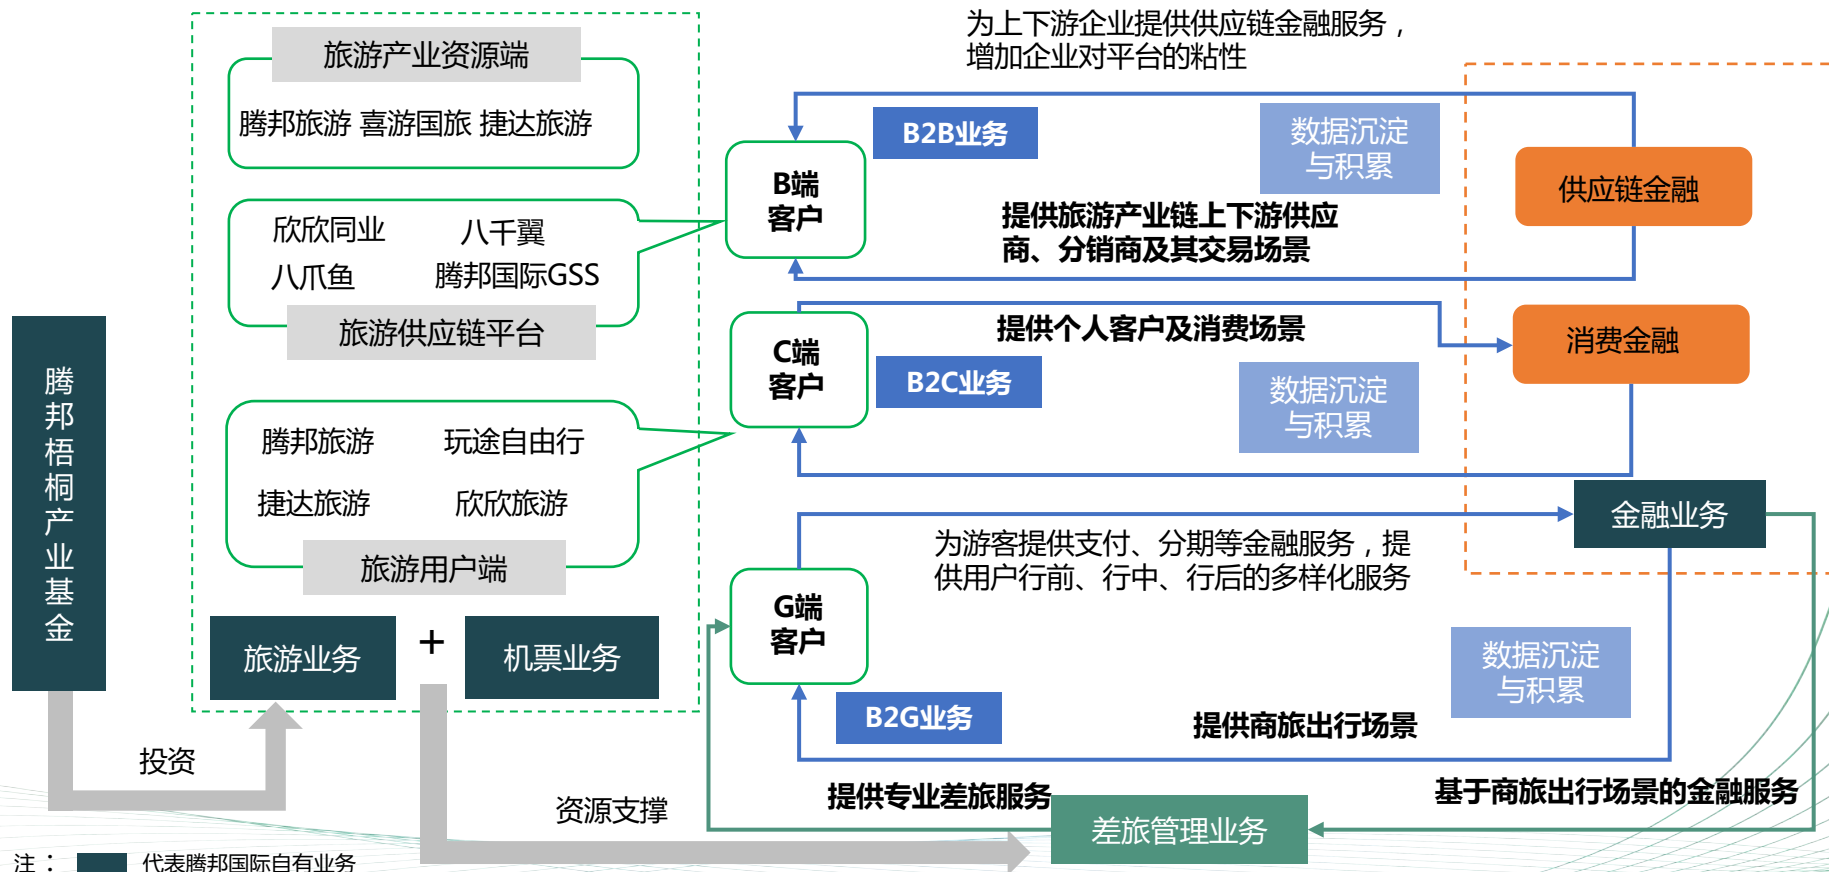 为上下游企业提供供应链金融服务，
增加企业对平台的粘性
旅游产业资源端
腾邦旅游 喜游国旅 捷达旅游
B2B业务
数据沉淀
与积累
B端
客户
供应链金融
提供旅游产业链上下游供应
商、分销商及其交易场景
欣欣同业
八千翼
八爪鱼
腾邦国际GSS
旅游供应链平台
C端
客户
提供个人客户及消费场景
消费金融
B2C业务
数据沉淀
与积累
腾邦梧桐产业基金
腾邦旅游
玩途自由行
捷达旅游
欣欣旅游
旅游用户端
金融业务
为游客提供支付、分期等金融服务，提
供用户行前、行中、行后的多样化服务
G端
客户
旅游业务
+
机票业务
数据沉淀
与积累
B2G业务
提供商旅出行场景
投资
资源支撑
提供专业差旅服务
基于商旅出行场景的金融服务
差旅管理业务
注： 代表腾邦国际自有业务